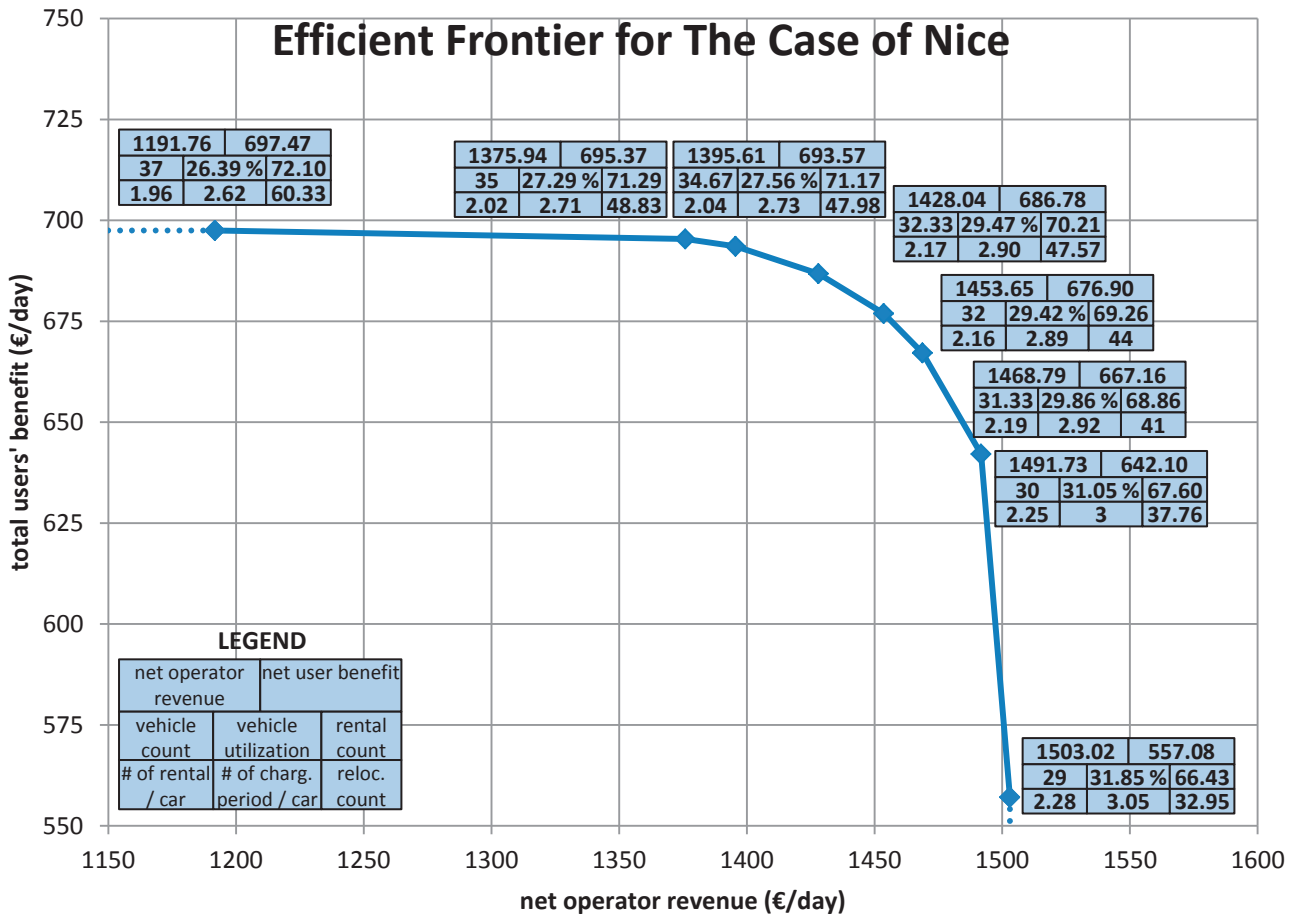 Efficient Frontier for The Case of Nice
total users' benefit (€/day)
750
725
700
675
650
625
600
575
550
1191.76 697.47
37 26.39 % 72.10
1.96 2.62 60.33
1375.94 695.37
35 27.29 % 71.29
2.02 2.71 48.83
1395.61 693.57
34.67 27.56 % 71.17
2.04 2.73 47.98
1428.04 686.78
32.33 29.47 % 70.21
2.17 2.90 47.57
1453.65 676.90
32 29.42 % 69.26
2.16 2.89 44
1468.79 667.16
31.33 29.86 % 68.86
2.19 2.92 41
1491.73 642.10
30 31.05 % 67.60
2.25 3 37.76
1503.02 557.08
29 31.85 % 66.43
2.28 3.05 32.95
LEGEND
net operator
revenue
net user benefit
vehicle
count
vehicle
utilization
rental
count
# of rental
/ car
# of charg.
period / car
reloc.
count
1150 1200 1250 1300 1350 1400 1450 1500 1550 1600
net operator revenue (€/day)